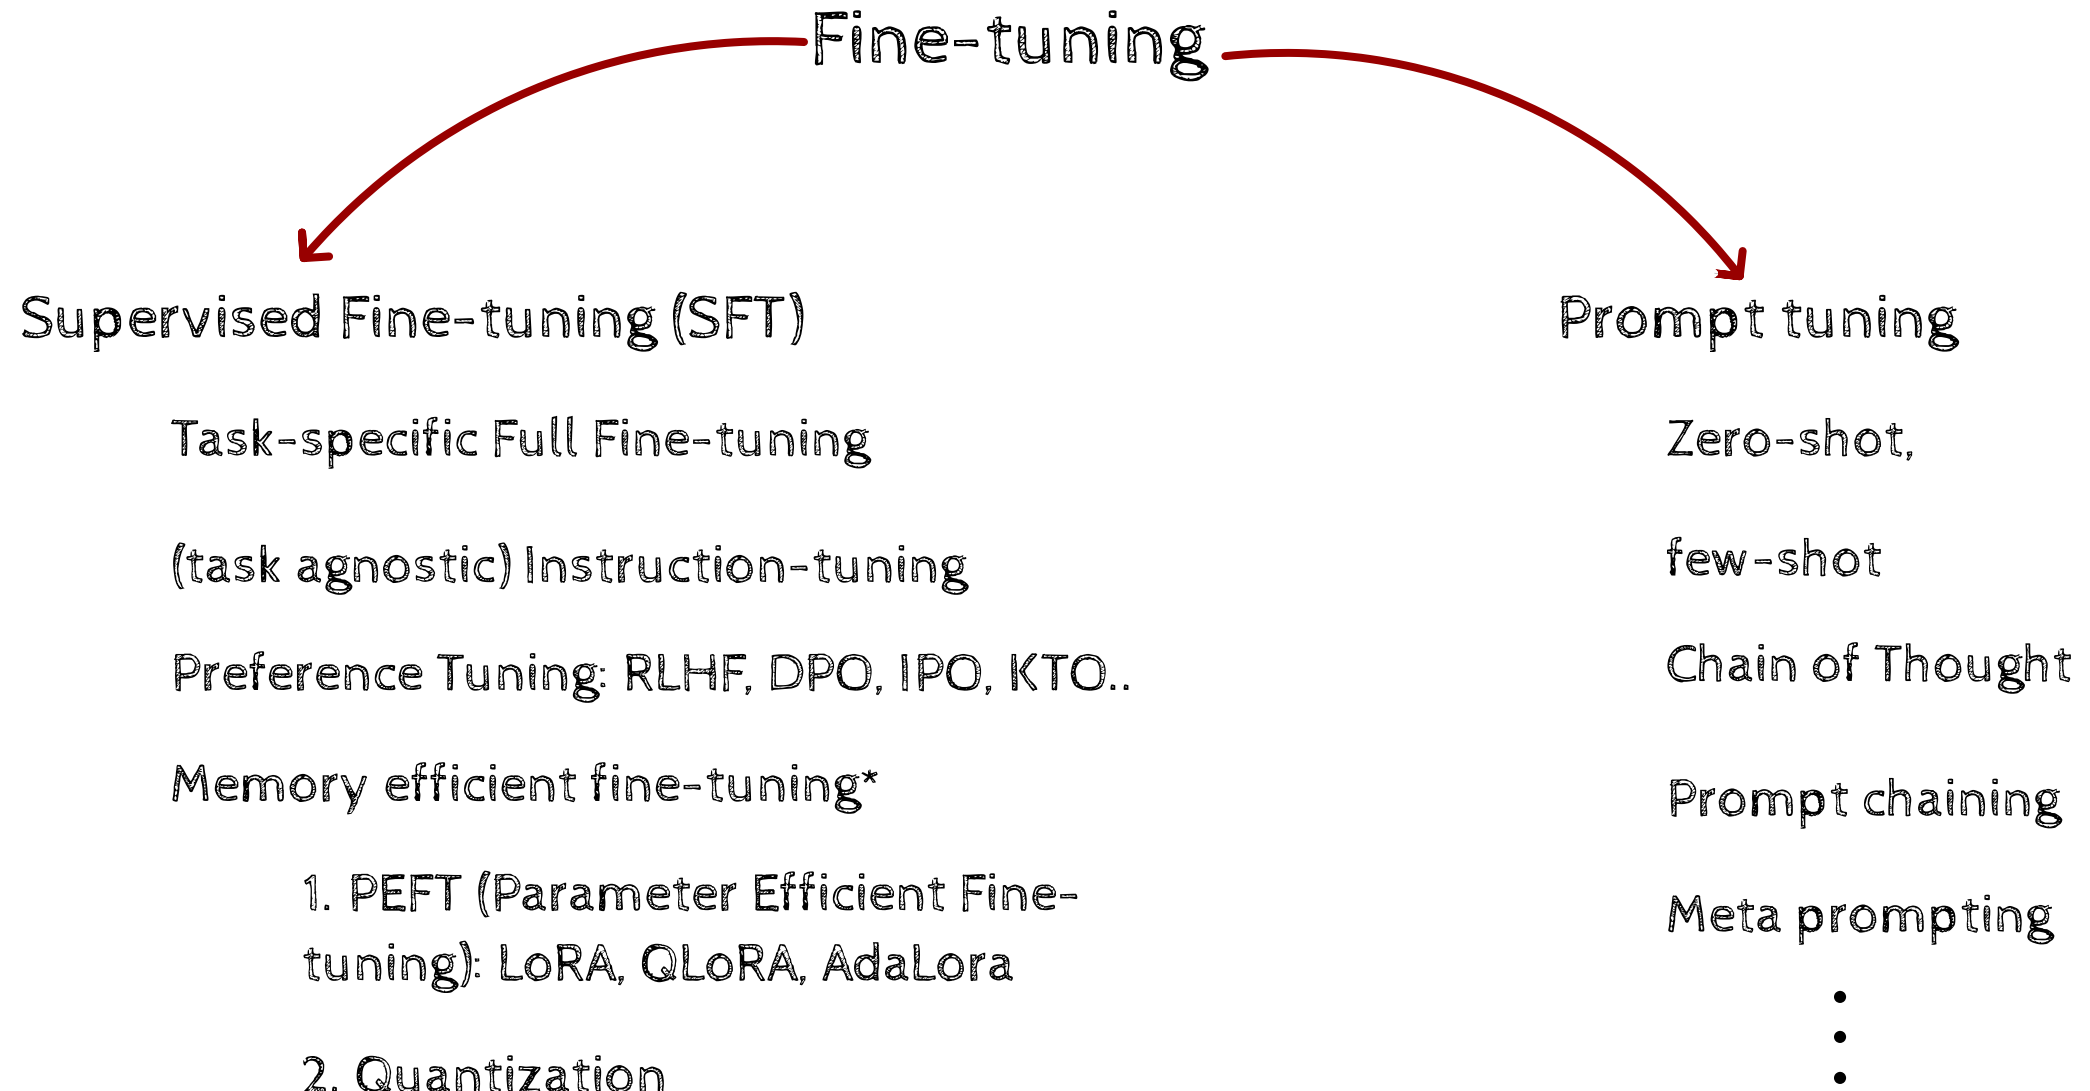 Fine-tuning
Supervised Fine-tuning (SFT)
Task-specific Full Fine-tuning
(task agnostic) Instruction-tuning
Preference Tuning: RLHF, DPO, IPO, KTO..
Memory efficient fine-tuning*
1. PEFT (Parameter Efficient Fine-
tuning): LoRA, QLoRA, AdaLora
2. Quantization
Prompt tuning
Zero-shot,
few-shot
Chain of Thought
Prompt chaining
Meta prompting